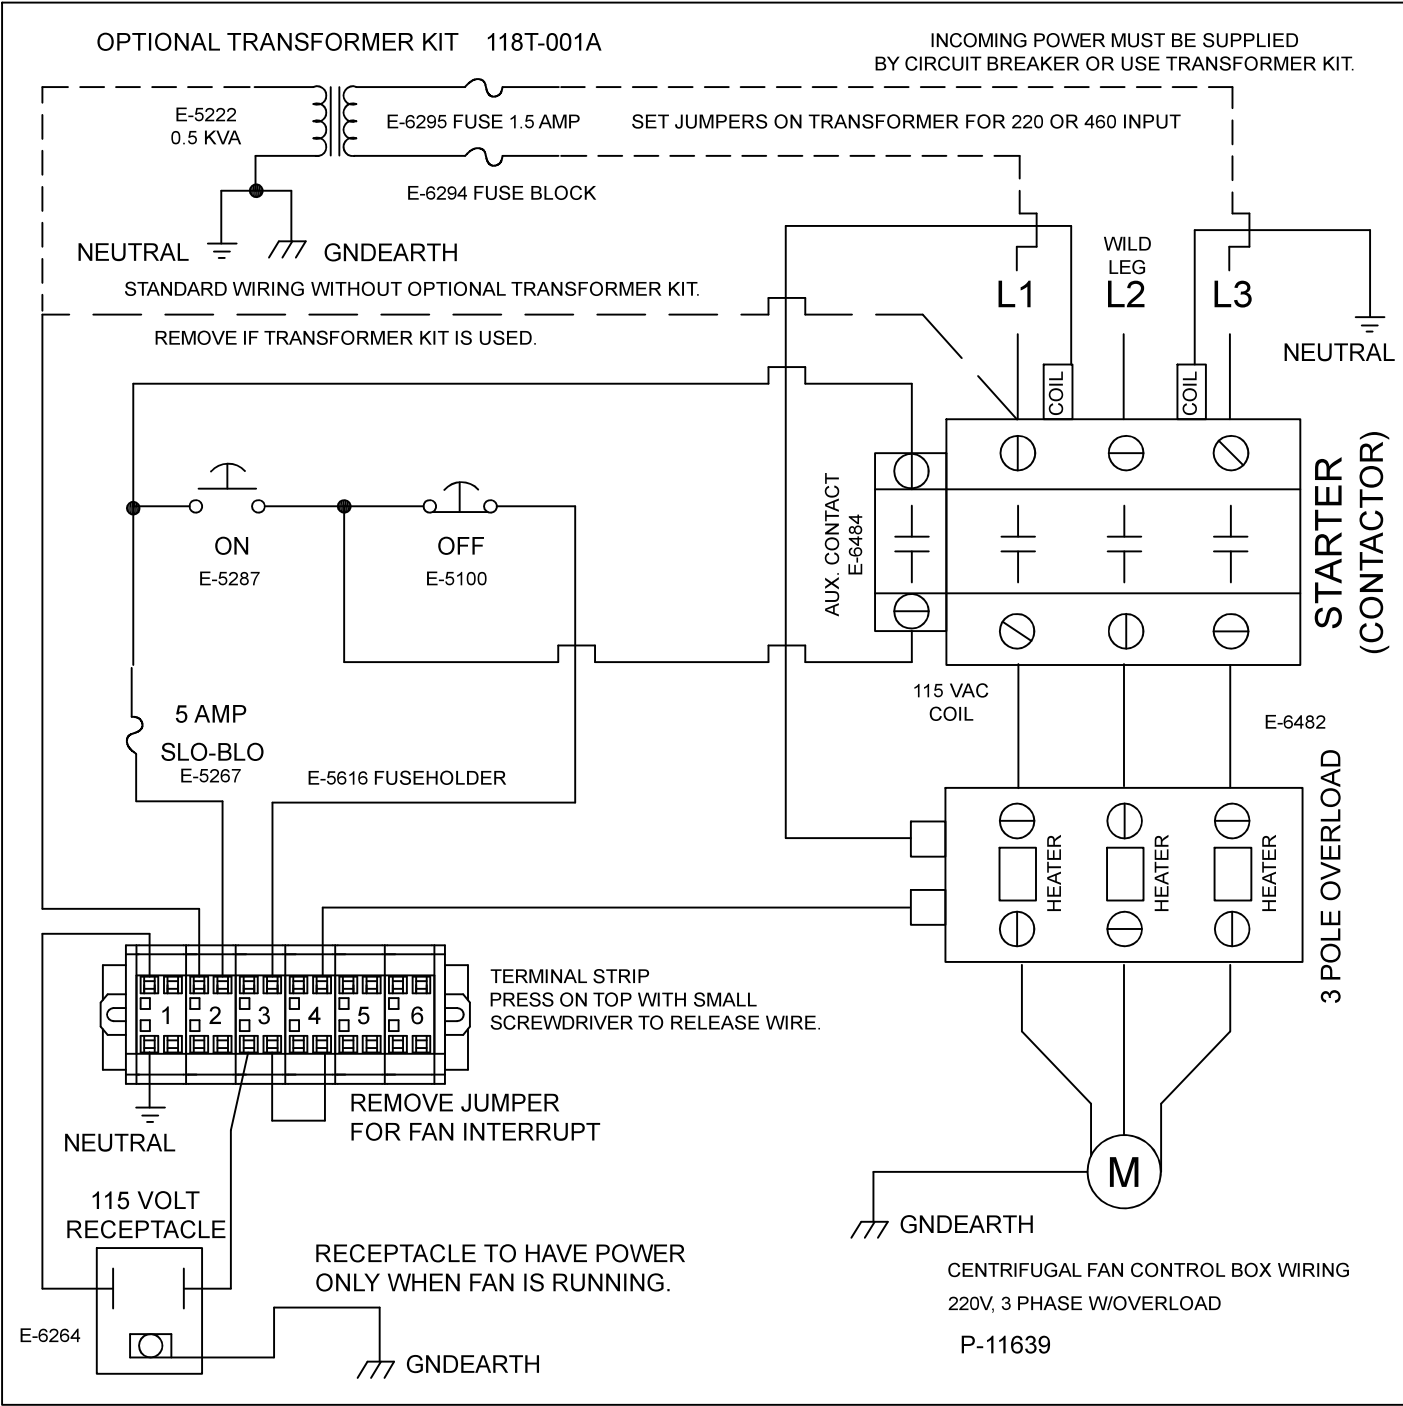 OPTIONAL TRANSFORMER KIT 118T-001A
INCOMING POWER MUST BE SUPPLIED
BY CIRCUIT BREAKER OR USE TRANSFORMER KIT.
E-5222
0.5 KVA
E-6295 FUSE 1.5 AMP
SET JUMPERS ON TRANSFORMER FOR 220 OR 460 INPUT
E-6294 FUSE BLOCK
NEUTRAL
GNDEARTH
WILD
LEG
L1
L2
L3
STANDARD WIRING WITHOUT OPTIONAL TRANSFORMER KIT.
REMOVE IF TRANSFORMER KIT IS USED.
NEUTRAL
COIL
COIL
ON
E-5287
OFF
E-5100
AUX. CONTACT
E-6484
STARTER
(CONTACTOR)
115 VAC
COIL
E-6482
5 AMP
SLO-BLO
E-5267
E-5616 FUSEHOLDER
HEATER
HEATER
HEATER
3 POLE OVERLOAD
1
2
3
4
5
6
TERMINAL STRIP
PRESS ON TOP WITH SMALL
SCREWDRIVER TO RELEASE WIRE.
NEUTRAL
REMOVE JUMPER
FOR FAN INTERRUPT
M
GNDEARTH
115 VOLT
RECEPTACLE
RECEPTACLE TO HAVE POWER
ONLY WHEN FAN IS RUNNING.
E-6264
GNDEARTH
CENTRIFUGAL FAN CONTROL BOX WIRING
220V, 3 PHASE W/OVERLOAD
P-11639